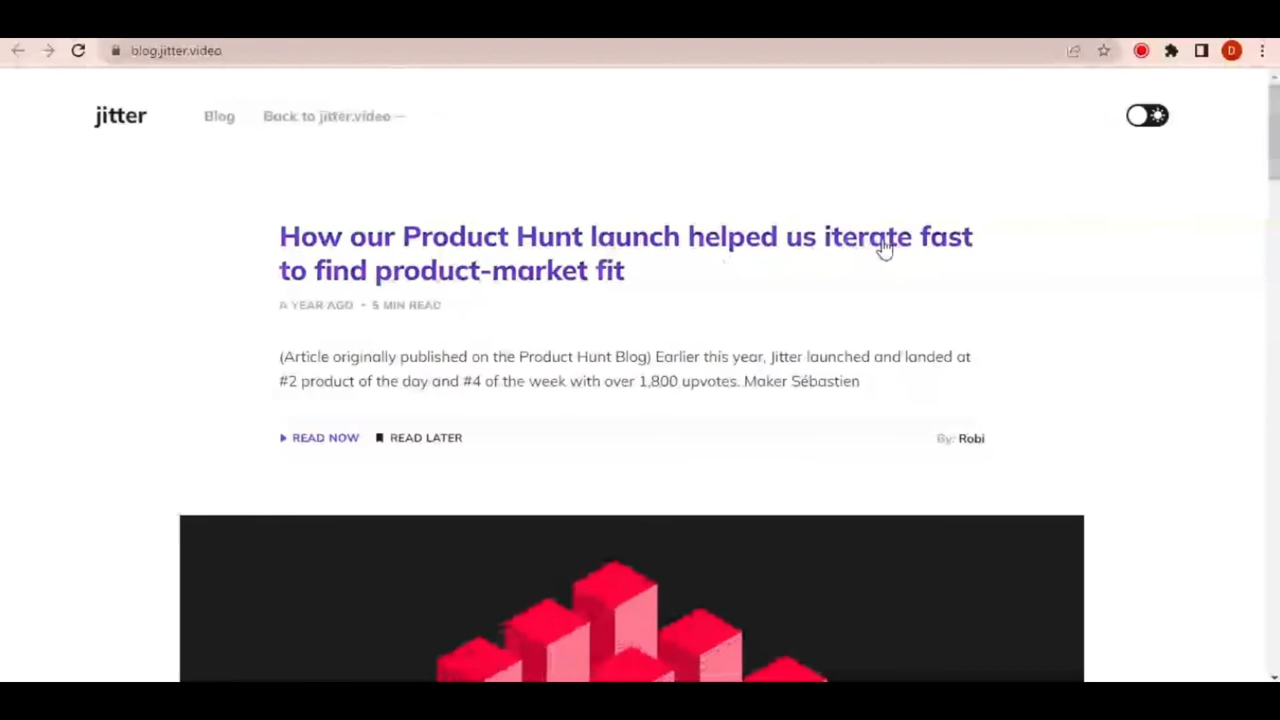 blog.jitter.video
D
jitter Blog Back to jitter.video —
How our Product Hunt launch helped us iterate fast
to find product-market fit
A YEAR AGO • 5 MIN READ
(Article originally published on the Product Hunt Blog) Earlier this year, Jitter launched and landed at
#2 product of the day and #4 of the week with over 1,800 upvotes. Maker Sébastien
READ NOW READ LATER By: Robi